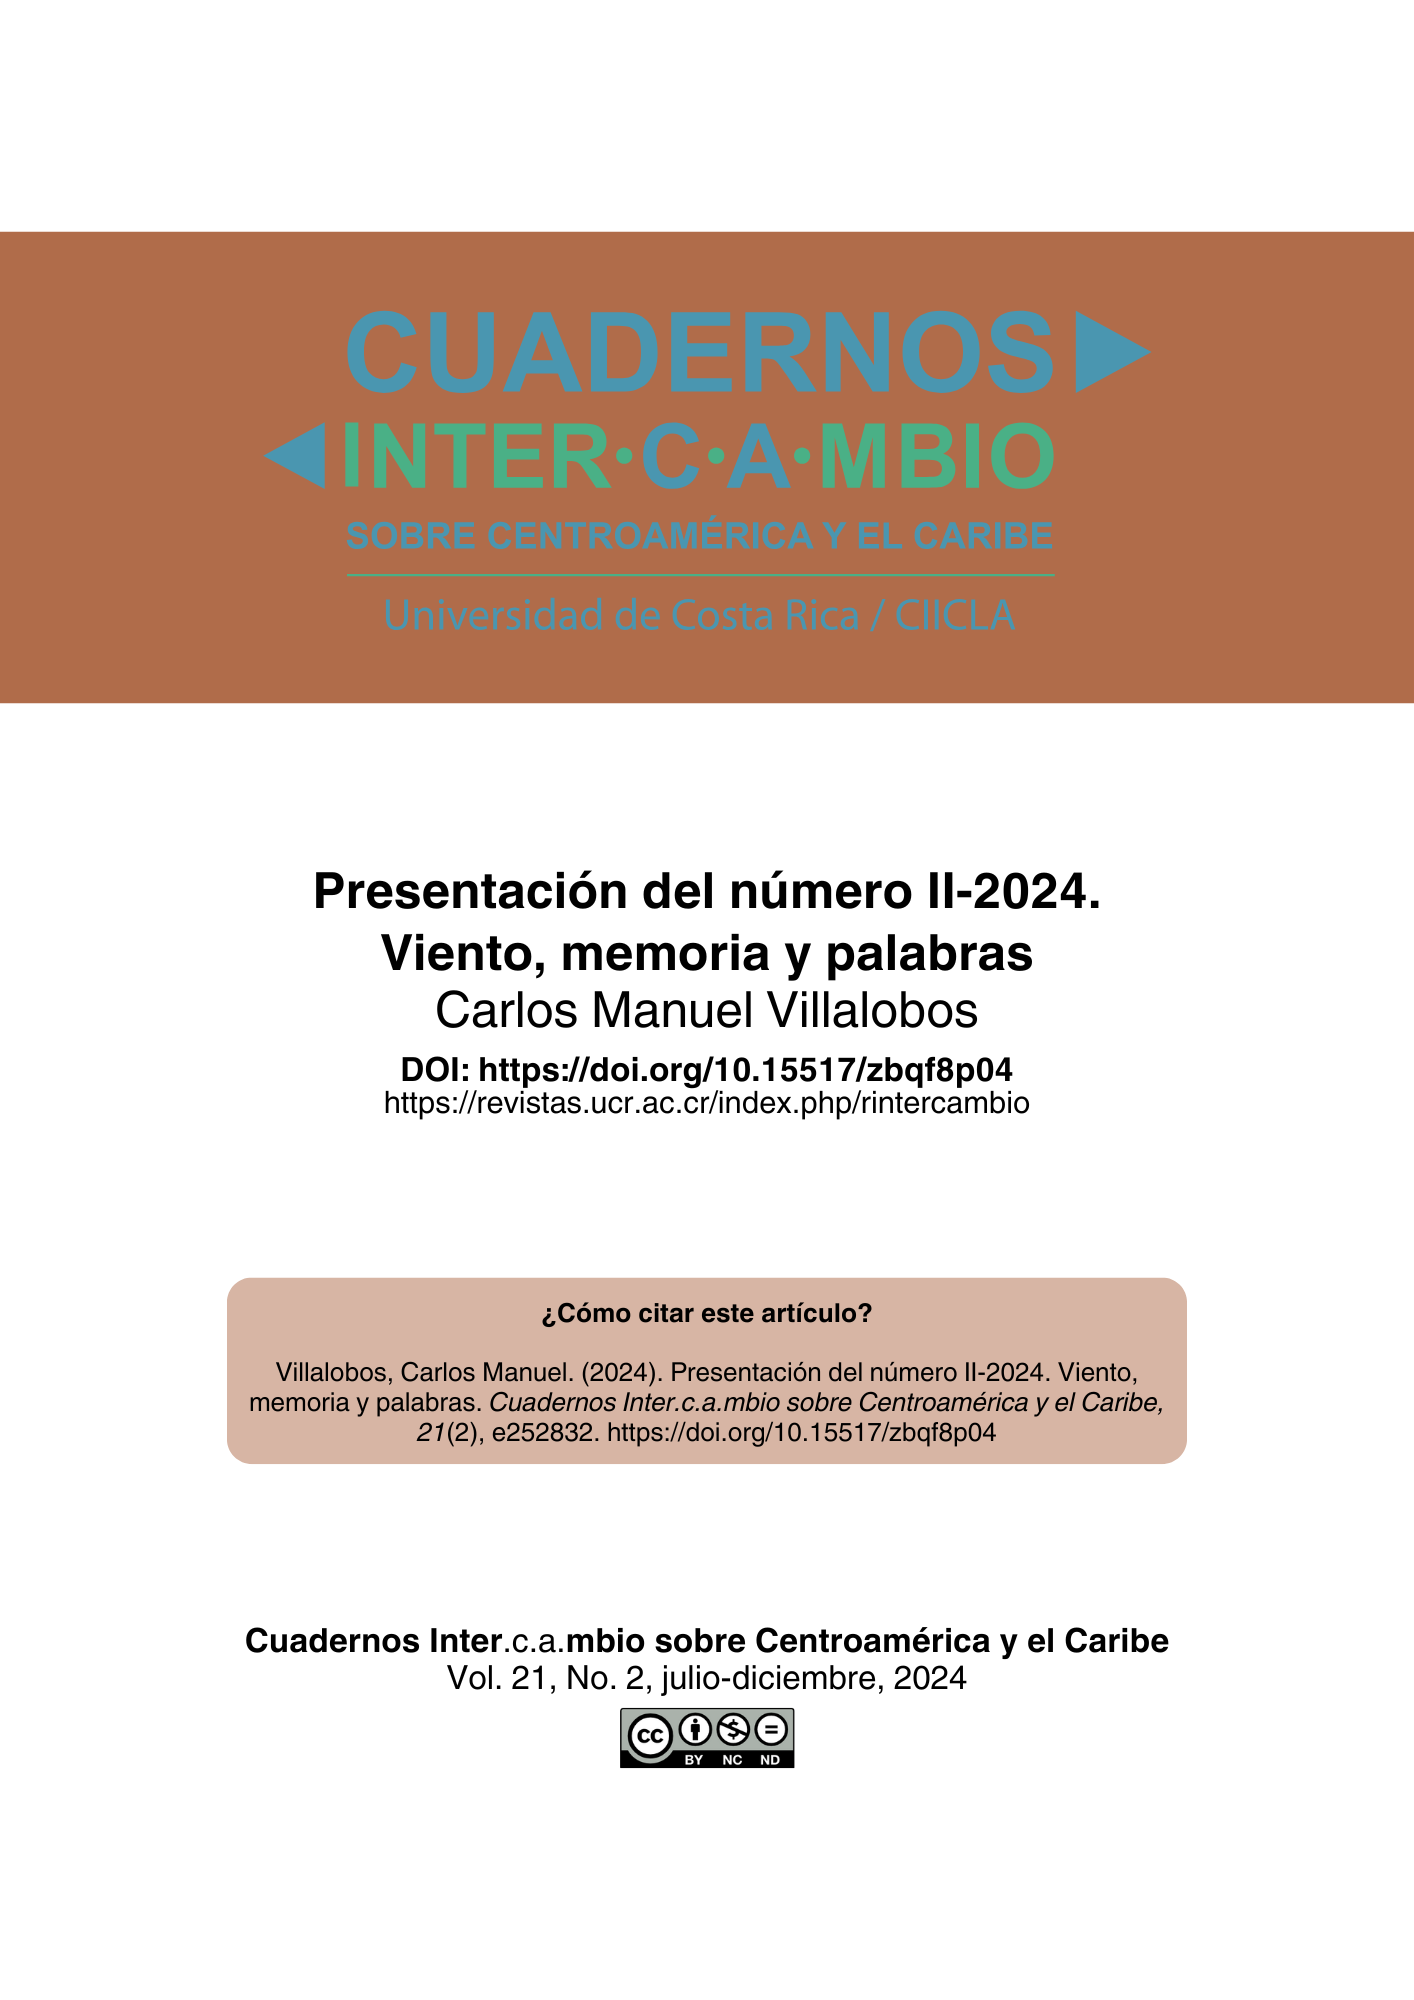 CUADERNOS
INTER·C·A·MBIO
SOBRE CENTROAMÉRICA Y EL CARIBE
Universidad de Costa Rica / CIICLA
Presentación del número II-2024.
Viento, memoria y palabras
Carlos Manuel Villalobos
DOI: https://doi.org/10.15517/zbqf8p04
https://revistas.ucr.ac.cr/index.php/rintercambio
¿Cómo citar este artículo?
Villalobos, Carlos Manuel. (2024). Presentación del número II-2024. Viento,
memoria y palabras. Cuadernos Inter.c.a.mbio sobre Centroamérica y el Caribe,
21(2), e252832. https://doi.org/10.15517/zbqf8p04
Cuadernos Inter.c.a.mbio sobre Centroamérica y el Caribe
Vol. 21, No. 2, julio-diciembre, 2024
cc BY NC ND